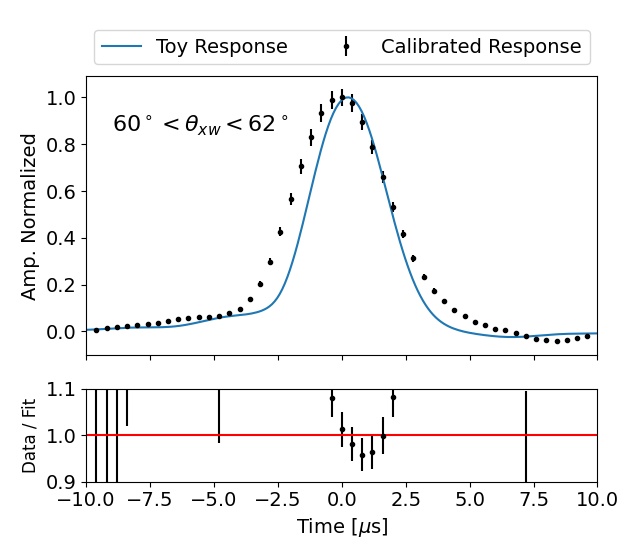 Toy Response Calibrated Response
60° < θxw < 62°
Amp. Normalized
1.0
0.8
0.6
0.4
0.2
0.0
Data / Fit
1.1
1.0
0.9
−10.0 −7.5 −5.0 −2.5 0.0 2.5 5.0 7.5 10.0
Time [μs]